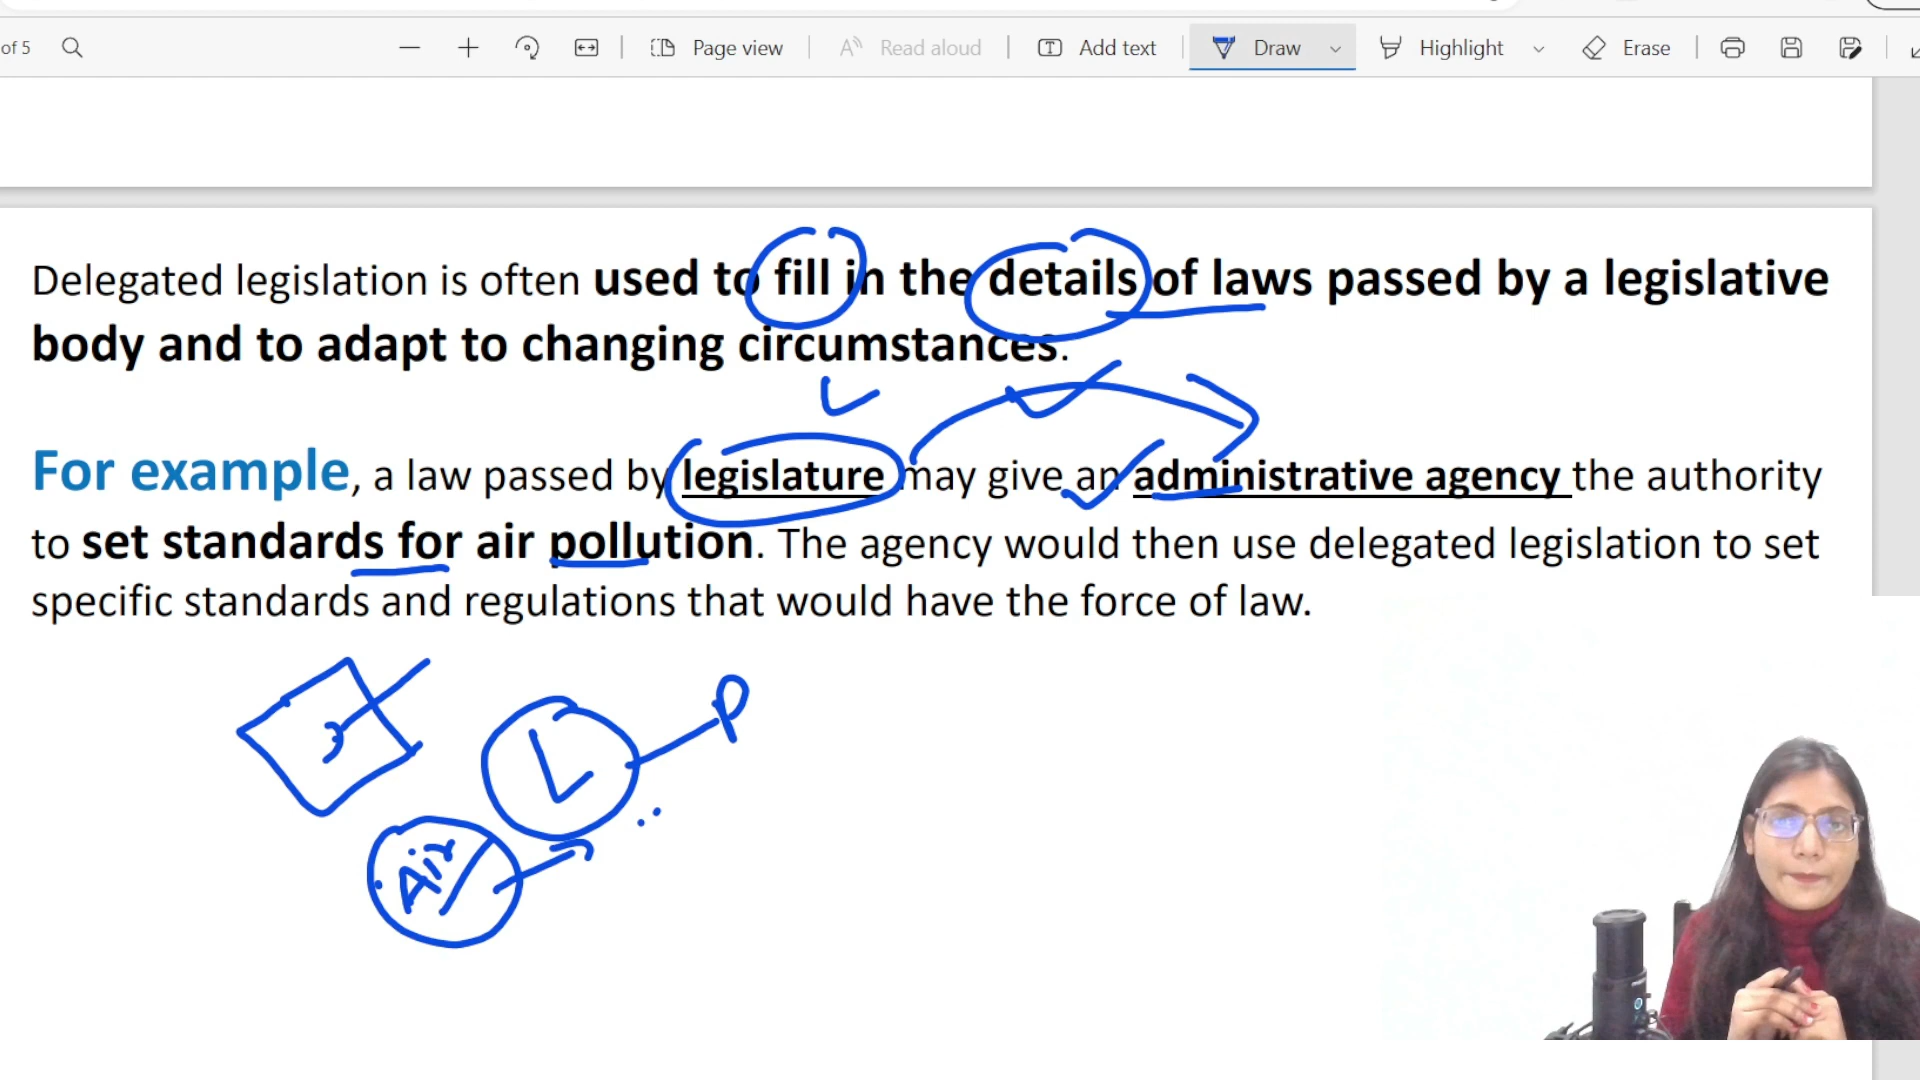 of 5 Page view Read aloud Add text Draw Highlight Erase
Delegated legislation is often used to fill in the details of laws passed by a legislative
body and to adapt to changing circumstances.
For example, a law passed by legislature may give an administrative agency the authority
to set standards for air pollution. The agency would then use delegated legislation to set
specific standards and regulations that would have the force of law.
P
L
Air